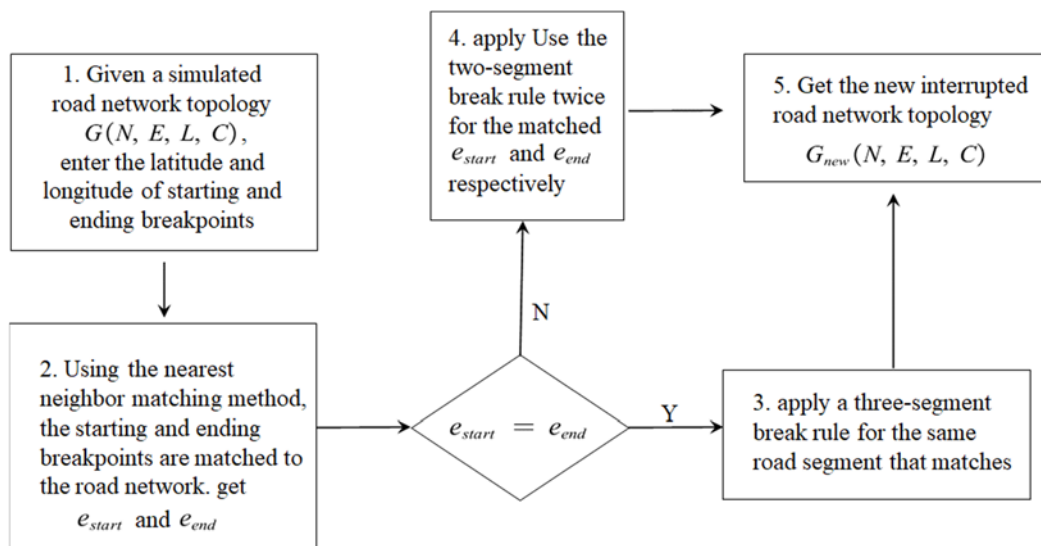 1. Given a simulated
road network topology
G(N, E, L, C),
enter the latitude and
longitude of starting and
ending breakpoints
2. Using the nearest
neighbor matching method,
the starting and ending
breakpoints are matched to
the road network. get
e_start and e_end
e_start = e_end
N
Y
4. apply Use the
two-segment
break rule twice
for the matched
e_start and e_end
respectively
3. apply a three-segment
break rule for the same
road segment that matches
5. Get the new interrupted
road network topology
G_new(N, E, L, C)